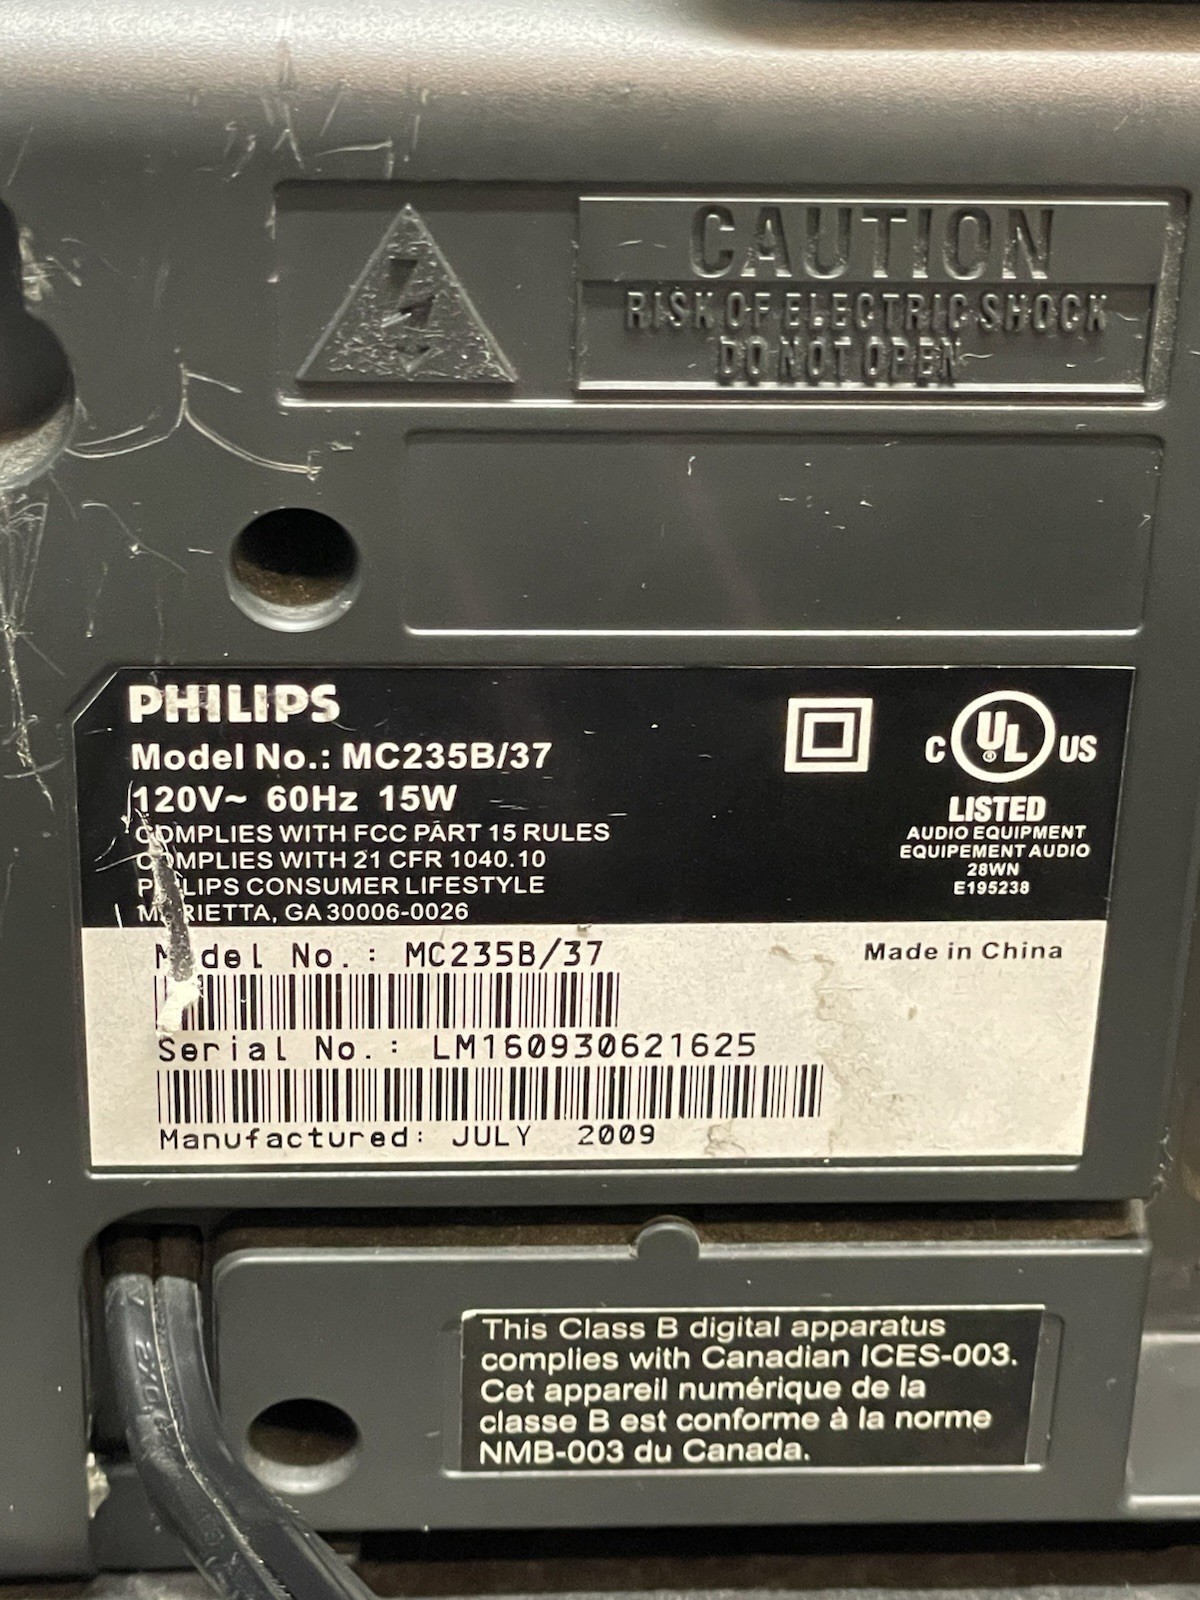 CAUTION
RISK OF ELECTRIC SHOCK
DO NOT OPEN
PHILIPS
Model No.: MC235B/37
120V~ 60Hz 15W
COMPLIES WITH FCC PART 15 RULES
COMPLIES WITH 21 CFR 1040.10
PHILIPS CONSUMER LIFESTYLE
MARIETTA, GA 30006-0026
C UL US
®
LISTED
AUDIO EQUIPMENT
EQUIPEMENT AUDIO
28WN
E195238
Model No.: MC235B/37
Made in China
Serial No.: LM160930621625
Manufactured: JULY 2009
This Class B digital apparatus
complies with Canadian ICES-003.
Cet appareil numérique de la
classe B est conforme à la norme
NMB-003 du Canada.